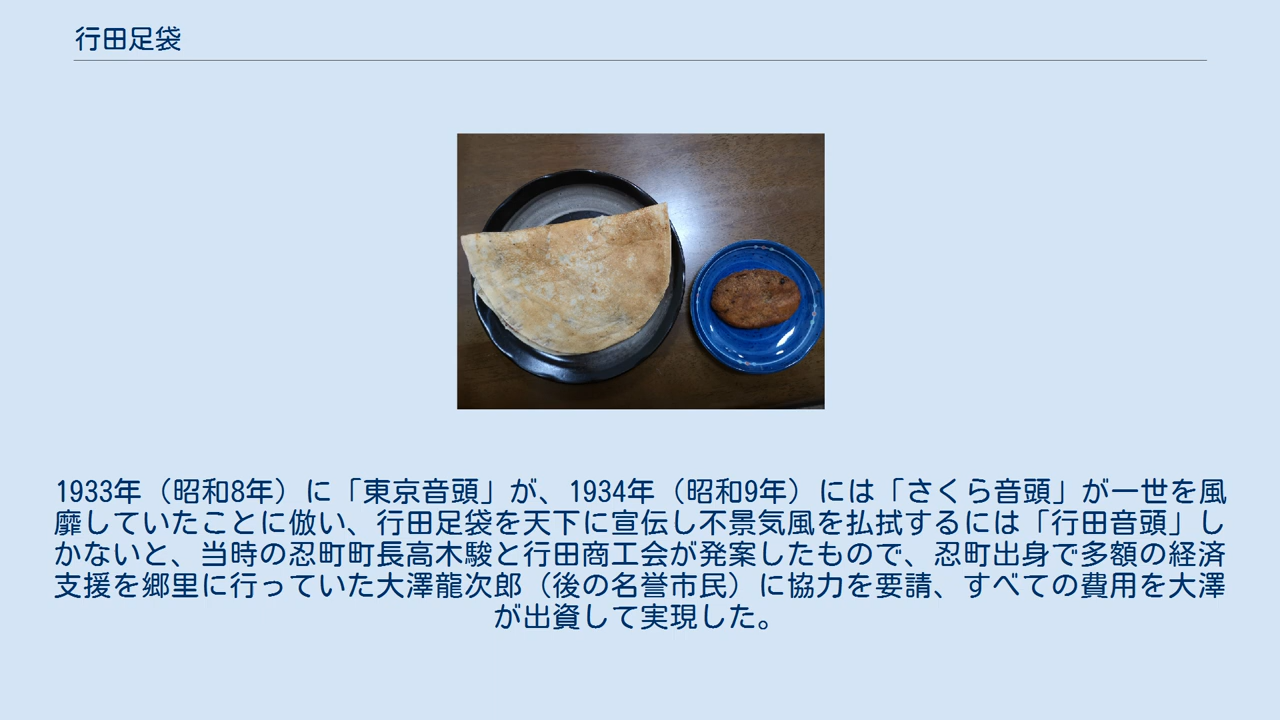 行田足袋
1933年（昭和8年）に「東京音頭」が、1934年（昭和9年）には「さくら音頭」が一世を風
靡していたことに倣い、行田足袋を天下に宣伝し不景気風を払拭するには「行田音頭」し
かないと、当時の忍町町長高木駿と行田商工会が発案したもので、忍町出身で多額の経済
支援を郷里に行っていた大澤龍次郎（後の名誉市民）に協力を要請、すべての費用を大澤
が出資して実現した。